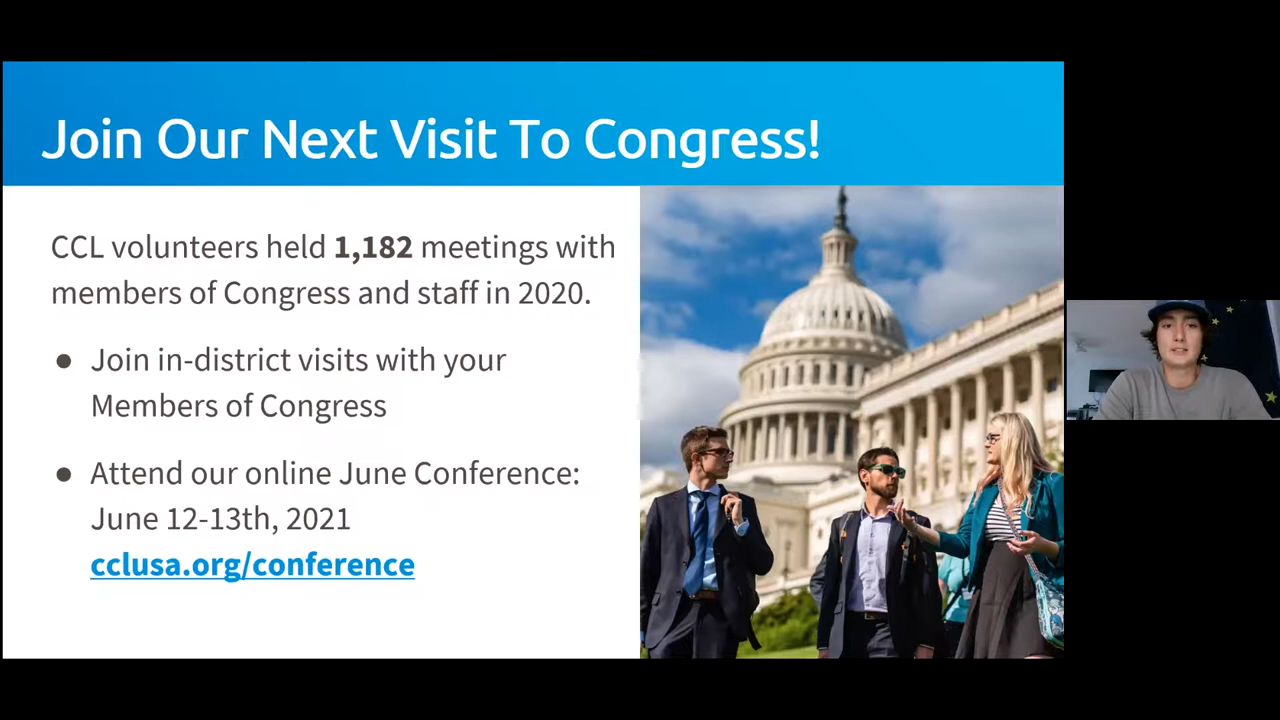 Join Our Next Visit To Congress!
CCL volunteers held 1,182 meetings with
members of Congress and staff in 2020.
● Join in-district visits with your
Members of Congress
● Attend our online June Conference:
June 12-13th, 2021
cclusa.org/conference